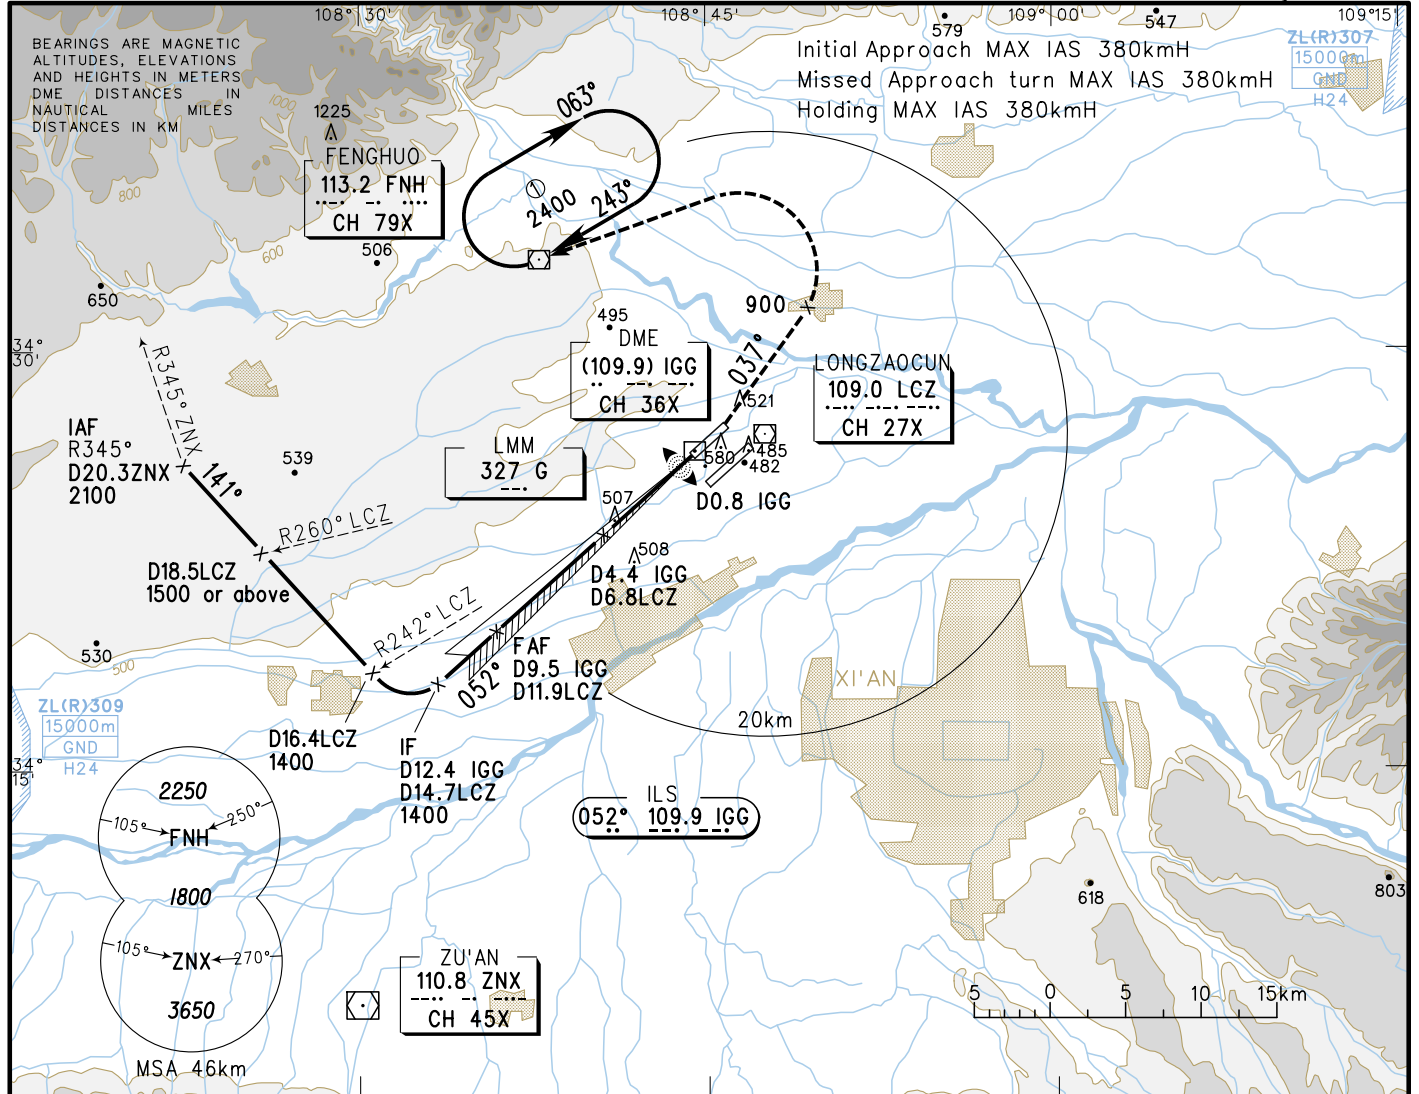 108° 30'
108° 45'
109° 00'
109° 15'
BEARINGS ARE MAGNETIC
ALTITUDES, ELEVATIONS
AND HEIGHTS IN METERS
DME DISTANCES IN
NAUTICAL MILES
DISTANCES IN KM
579
547
Initial Approach MAX IAS 380kmH
Missed Approach turn MAX IAS 380kmH
Holding MAX IAS 380kmH
ZL(R)307
15000m
GND
H24
1000
1225
063°
FENGHUO
113.2 FNH
CH 79X
800
1
2400
243°
600
506
650
495
900
34°
30'
R345° ZNX
DME
(109.9) IGG
CH 36X
037°
LONGZAOCUN
109.0 LCZ
CH 27X
521
IAF
R345°
D20.3ZNX
2100
141°
539
LMM
327 G
580
485
482
D0.8 IGG
507
R260° LCZ
508
D18.5LCZ
1500 or above
D4.4 IGG
D6.8LCZ
R242° LCZ
530
500
052°
FAF
D9.5 IGG
D11.9LCZ
XI'AN
20km
ZL(R)309
15000m
GND
H24
34°
15'
D16.4LCZ
1400
IF
D12.4 IGG
D14.7LCZ
1400
ILS
052° 109.9 IGG
2250
105°
250°
FNH
1800
105°
270°
ZNX
3650
MSA 46km
618
803
ZU'AN
110.8 ZNX
CH 45X
5 0 5 10 15km